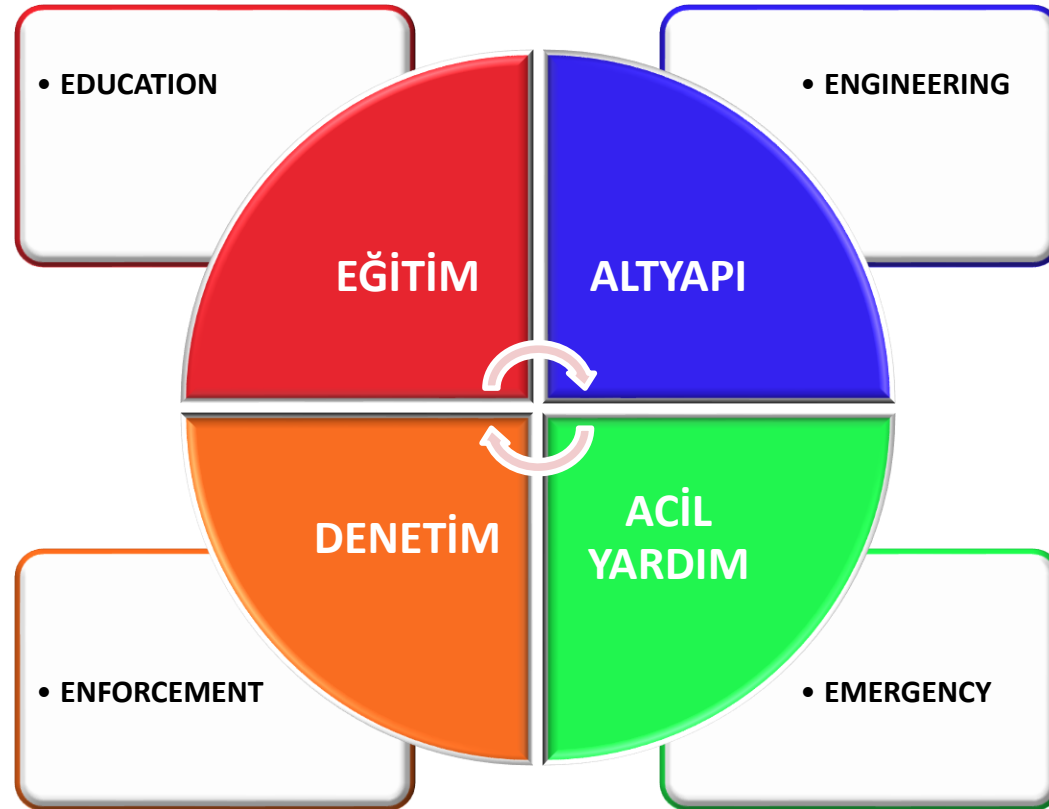 • EDUCATION
• ENGINEERING
EĞİTİM
ALTYAPI
DENETİM
ACİL
YARDIM
• ENFORCEMENT
• EMERGENCY